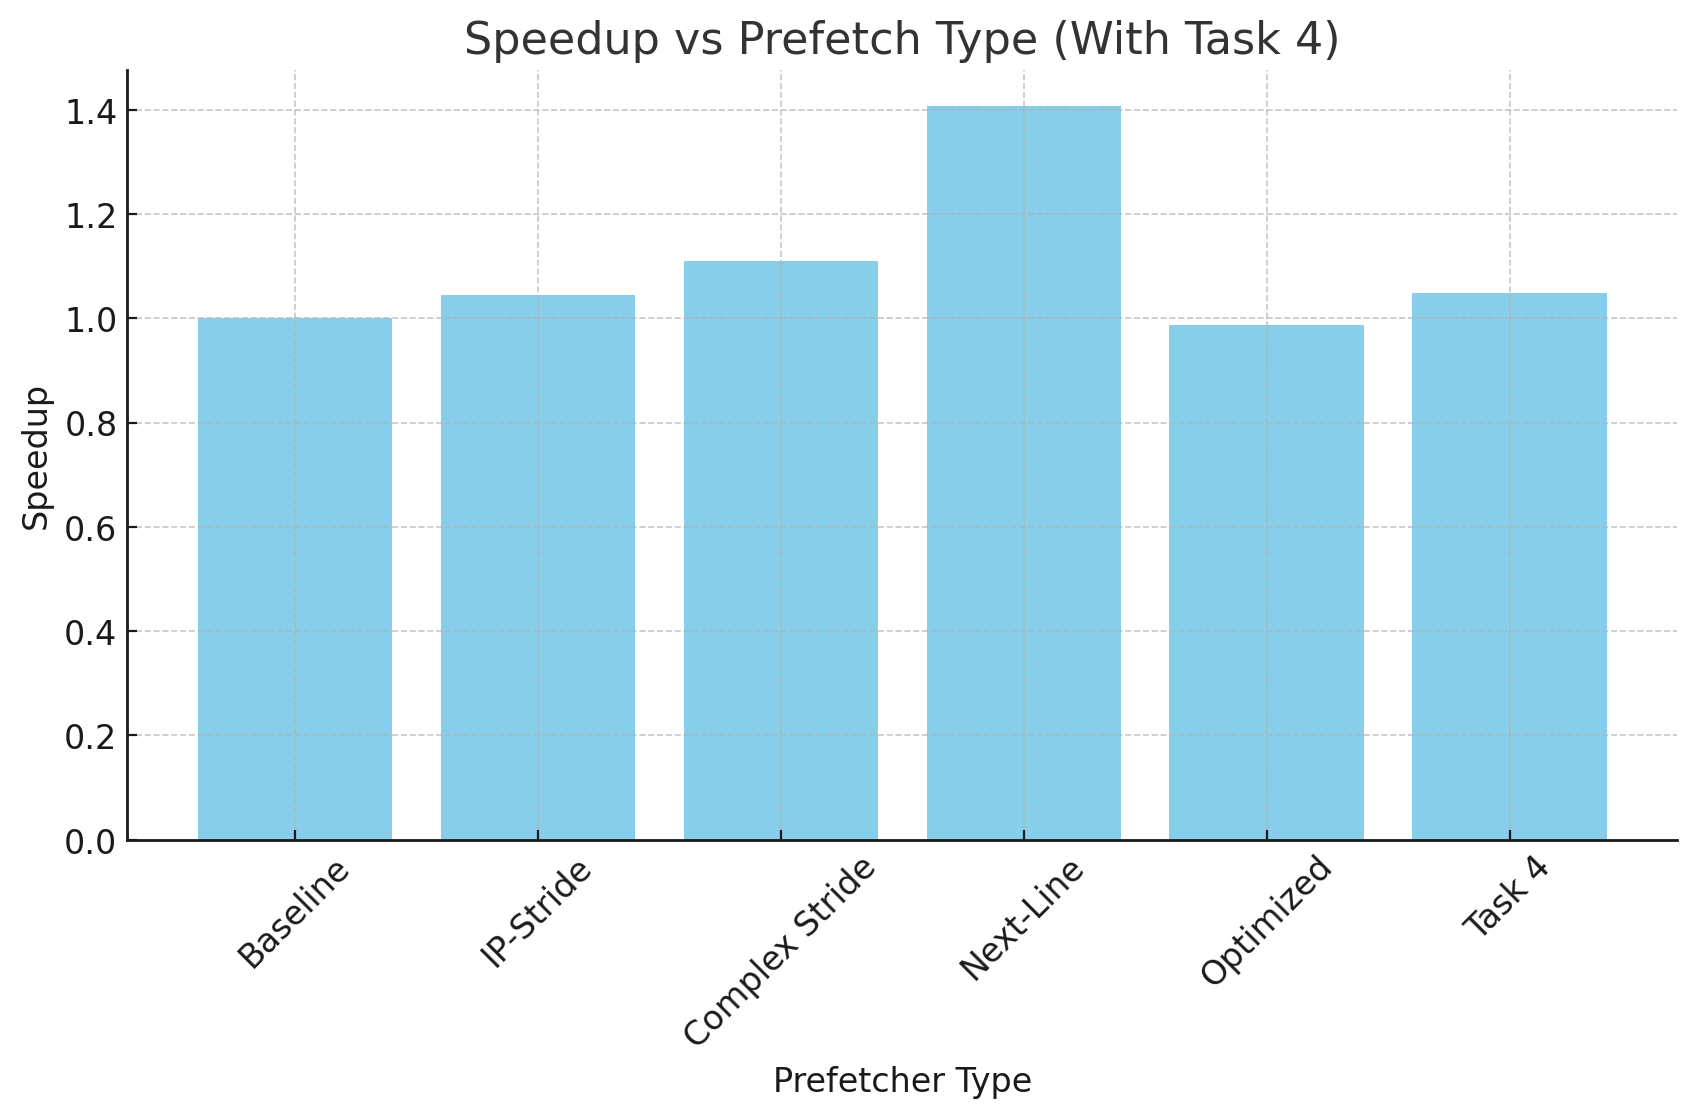 Speedup vs Prefetch Type (With Task 4)
Speedup
1.4
1.2
1.0
0.8
0.6
0.4
0.2
0.0
Baseline
IP-Stride
Complex Stride
Next-Line
Optimized
Task 4
Prefetcher Type